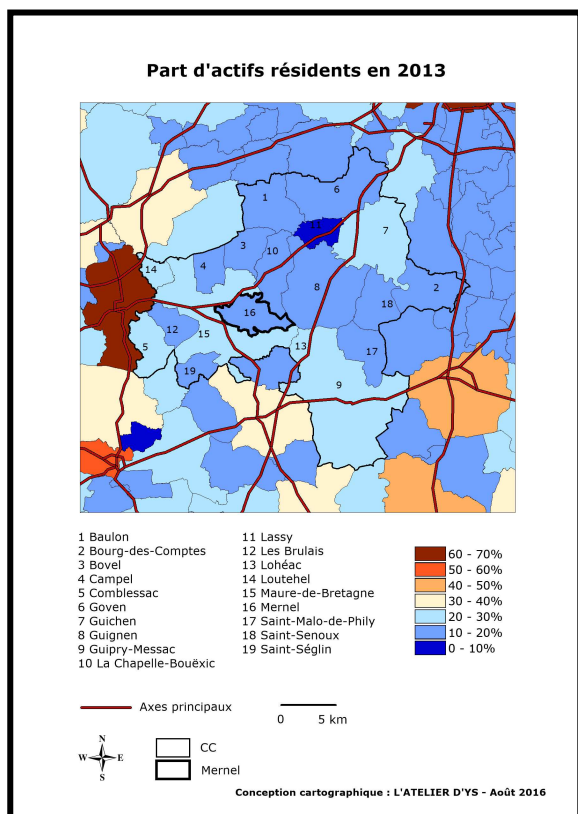 Part d'actifs résidents en 2013
1
6
11
7
3
10
14
4
8
2
16
18
12
15
5
13
17
19
9
1 Baulon
2 Bourg-des-Comptes
3 Bovel
4 Campel
5 Comblessac
6 Goven
7 Guichen
8 Guignen
9 Guipry-Messac
10 La Chapelle-Bouëxic
11 Lassy
12 Les Brulais
13 Lohéac
14 Loutehel
15 Maure-de-Bretagne
16 Mernel
17 Saint-Malo-de-Phily
18 Saint-Senoux
19 Saint-Séglin
60 - 70%
50 - 60%
40 - 50%
30 - 40%
20 - 30%
10 - 20%
0 - 10%
Axes principaux
0 5 km
N
W E
S
CC
Mernel
Conception cartographique : L'ATELIER D'YS - Août 2016